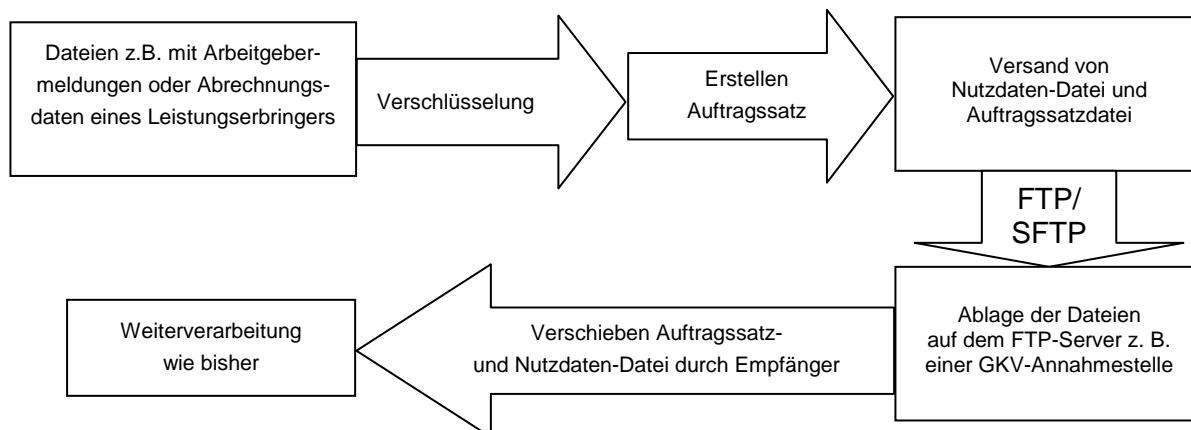 Dateien z.B. mit Arbeitgeber-
meldungen oder Abrechnungs-
daten eines Leistungserbringers
Verschlüsselung
Erstellen
Auftragssatz
Versand von
Nutzdaten-Datei und
Auftragssatzdatei
FTP/
SFTP
Ablage der Dateien
auf dem FTP-Server z. B.
einer GKV-Annahmestelle
Verschieben Auftragssatz-
und Nutzdaten-Datei durch Empfänger
Weiterverarbeitung
wie bisher